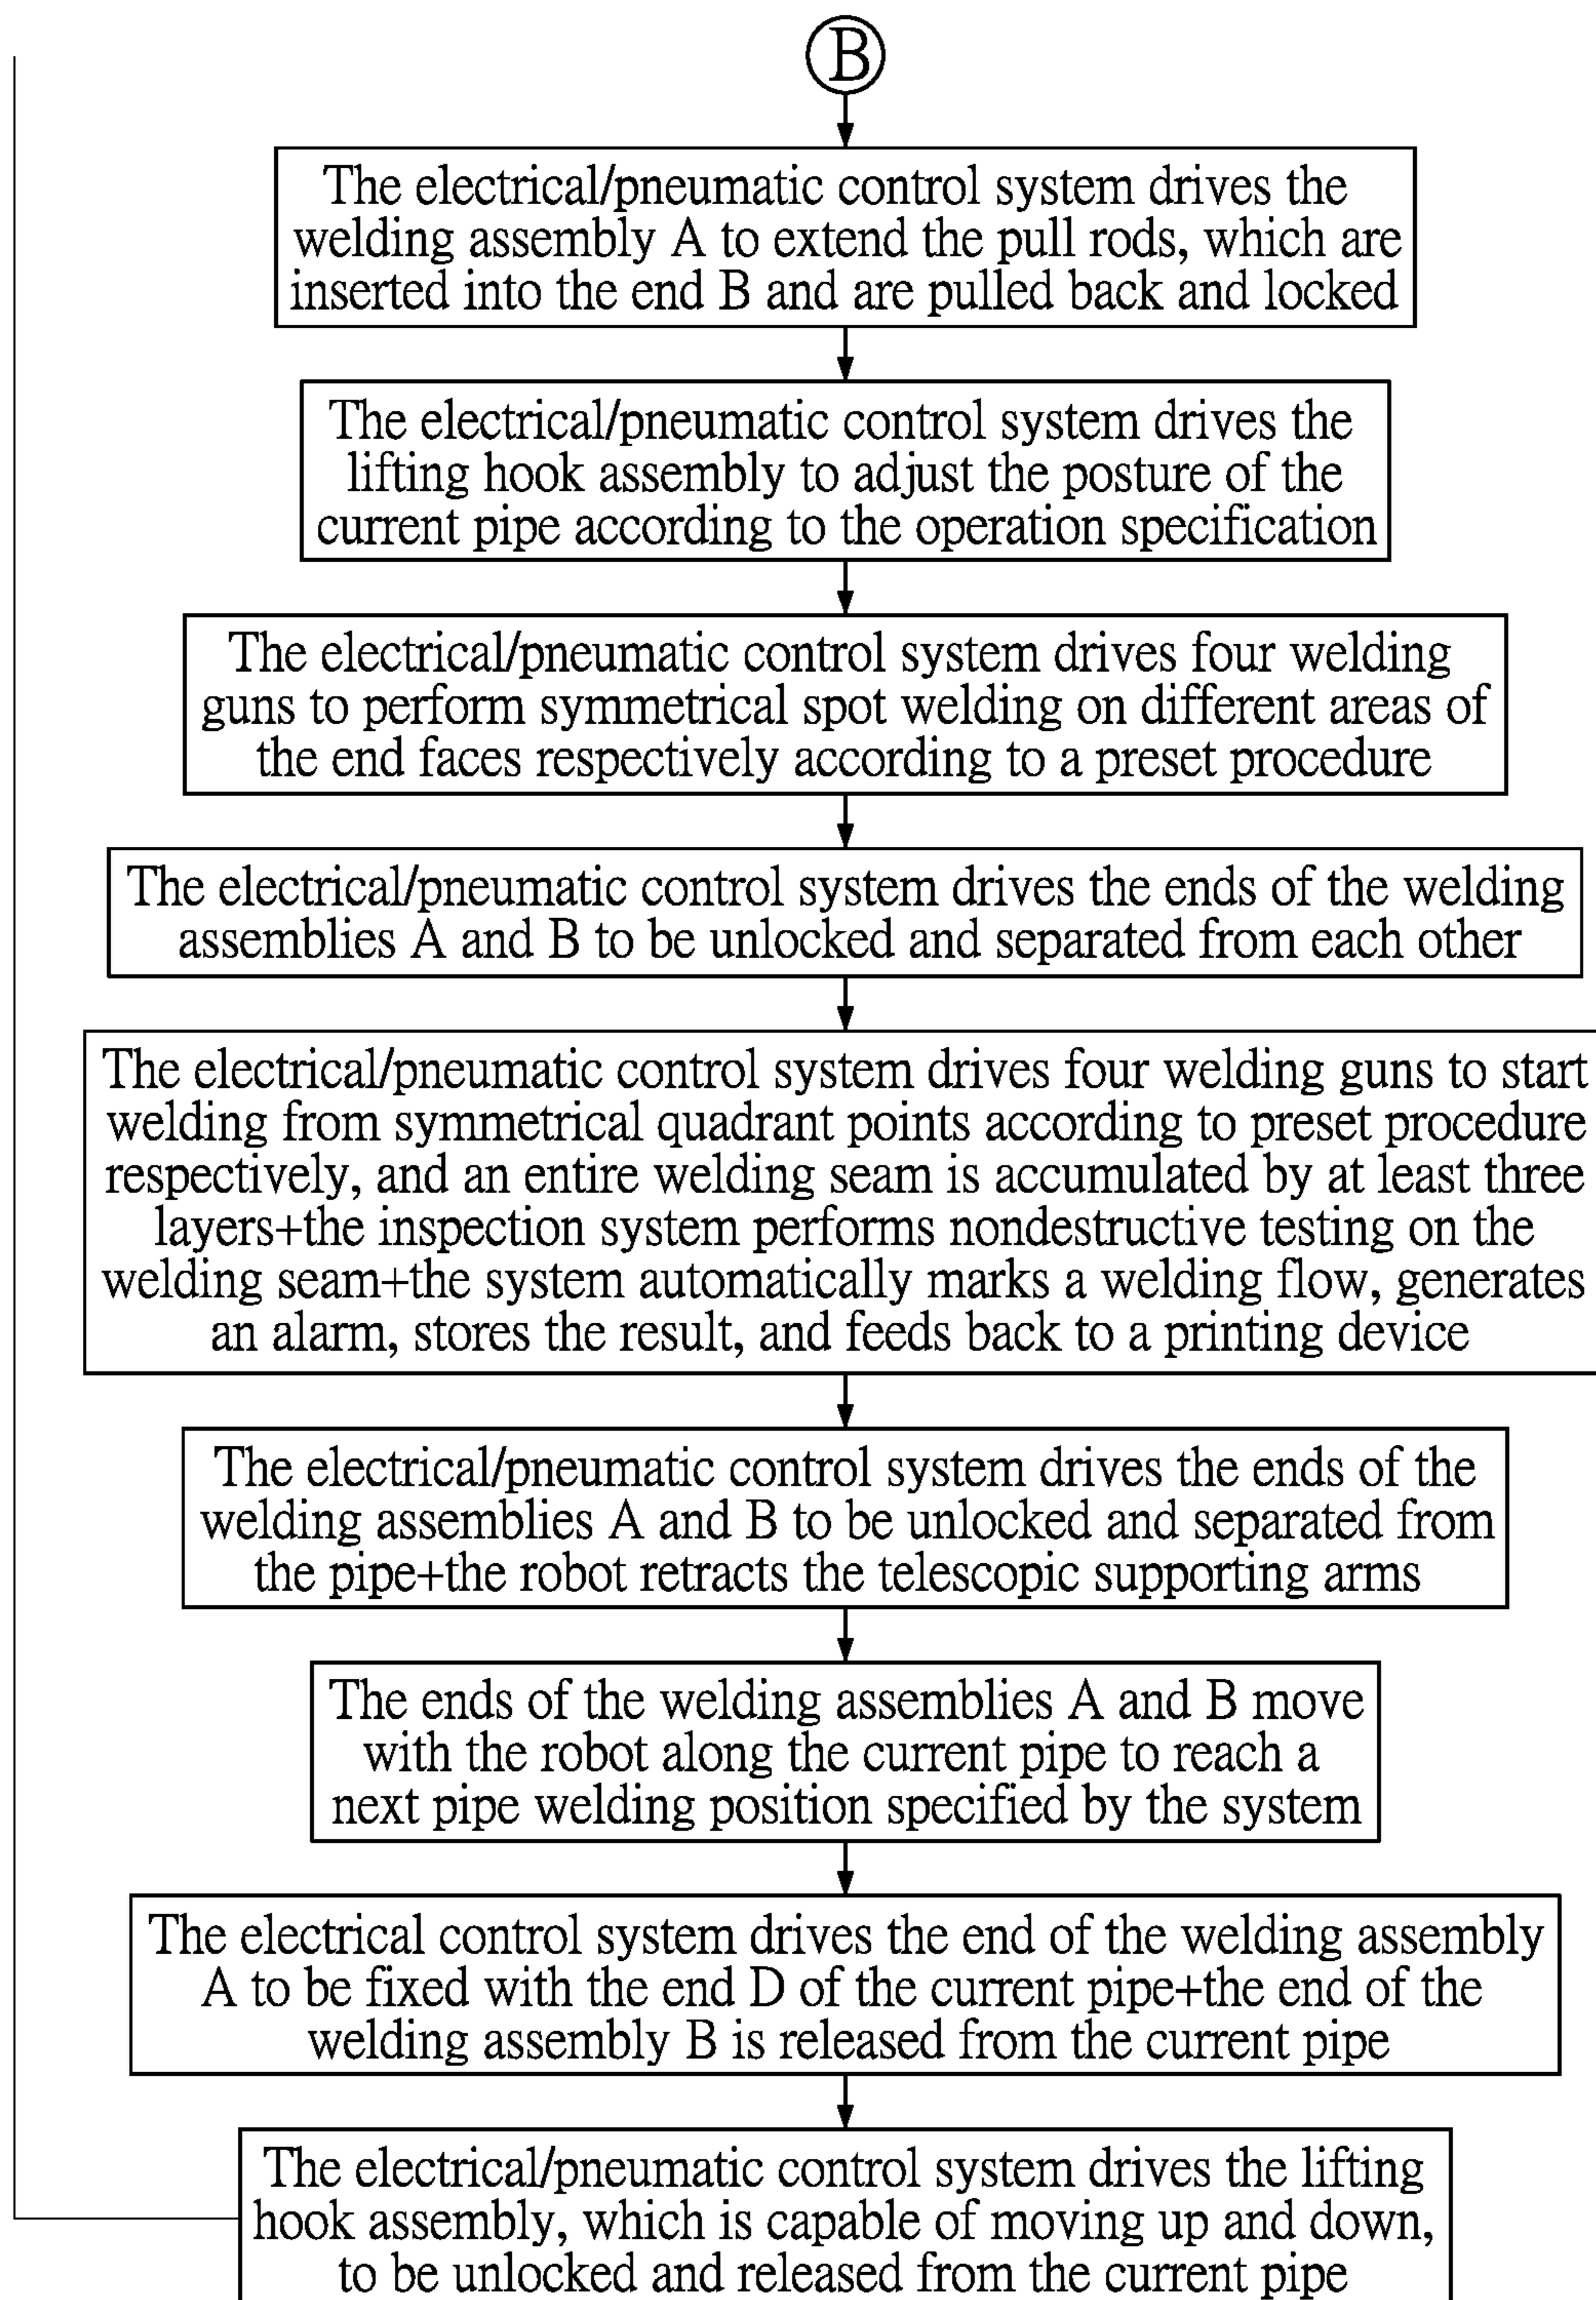 B
The electrical/pneumatic control system drives the
welding assembly A to extend the pull rods, which are
inserted into the end B and are pulled back and locked
The electrical/pneumatic control system drives the
lifting hook assembly to adjust the posture of the
current pipe according to the operation specification
The electrical/pneumatic control system drives four welding
guns to perform symmetrical spot welding on different areas of
the end faces respectively according to a preset procedure
The electrical/pneumatic control system drives the ends of the welding
assemblies A and B to be unlocked and separated from each other
The electrical/pneumatic control system drives four welding guns to start
welding from symmetrical quadrant points according to preset procedure
respectively, and an entire welding seam is accumulated by at least three
layers+the inspection system performs nondestructive testing on the
welding seam+the system automatically marks a welding flow, generates
an alarm, stores the result, and feeds back to a printing device
The electrical/pneumatic control system drives the ends of the
welding assemblies A and B to be unlocked and separated from
the pipe+the robot retracts the telescopic supporting arms
The ends of the welding assemblies A and B move
with the robot along the current pipe to reach a
next pipe welding position specified by the system
The electrical control system drives the end of the welding assembly
A to be fixed with the end D of the current pipe+the end of the
welding assembly B is released from the current pipe
The electrical/pneumatic control system drives the lifting
hook assembly, which is capable of moving up and down,
to be unlocked and released from the current pipe